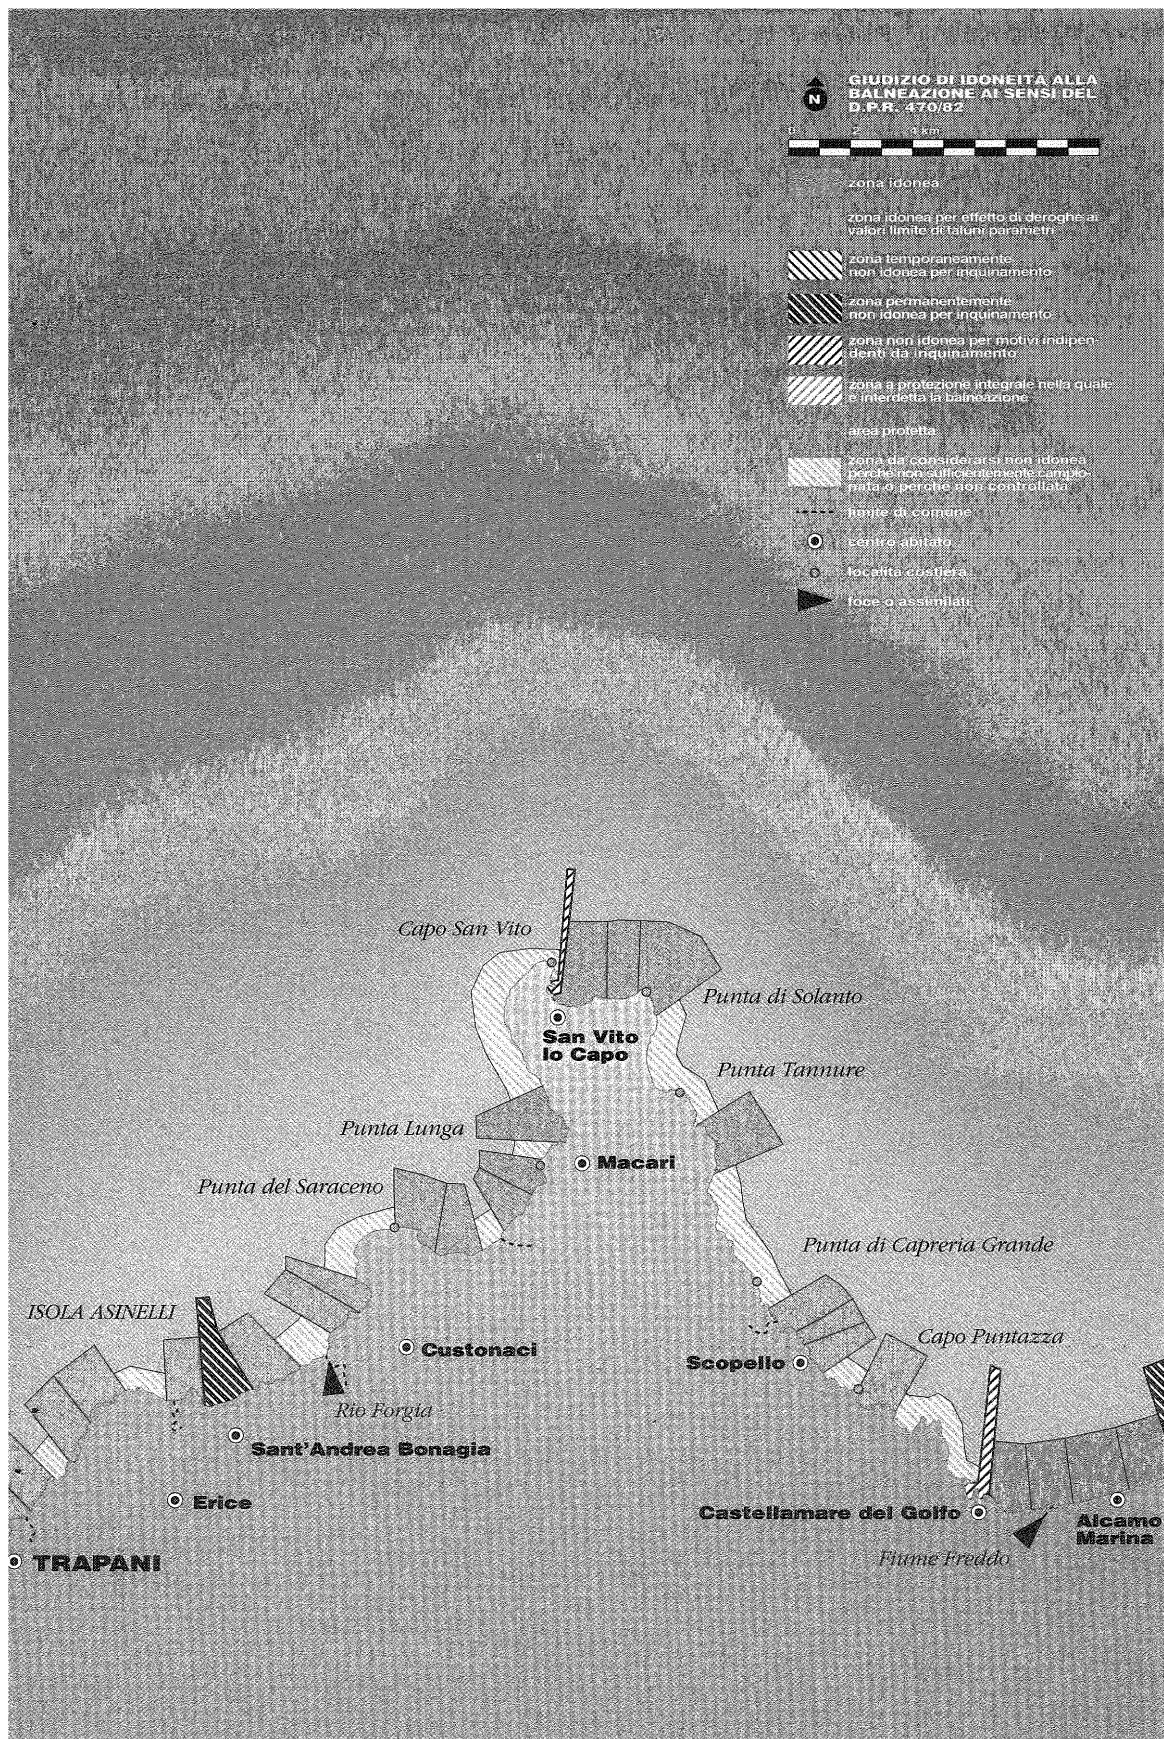 GIUDIZIO DI IDONEITÀ ALLA
BALNEAZIONE AI SENSI DEL
D.P.R. 470/82
N
0 2 4 km
zona idonea
zona idonea per effetto di deroghe ai
valori limite di taluni parametri
zona temporaneamente
non idonea per inquinamento
zona permanentemente
non idonea per inquinamento
zona non idonea per motivi indipen-
denti da inquinamento
zona a protezione integrale nella quale
è interdetta la balneazione
area protetta
zona da considerarsi non idonea
perché non sufficientemente campio-
nata o perché non controllata
limite di comune
centro abitato
località costiera
foce o assimilati
Capo San Vito
Punta di Solanto
San Vito
lo Capo
Punta Tannure
Punta Lunga
Macari
Punta del Saraceno
Punta di Capreria Grande
ISOLA ASINELLI
Capo Puntazza
Custonaci
Scopello
Rio Forgia
Sant'Andrea Bonagia
Erice
Castellamare del Golfo
Alcamo
Marina
Fiume Freddo
TRAPANI